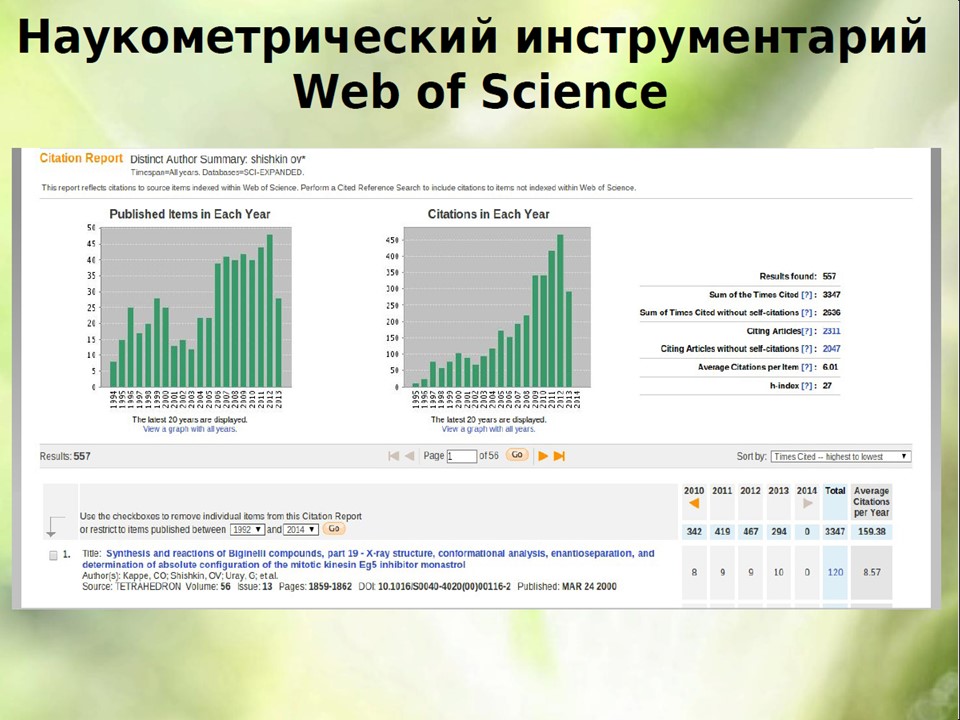 Наукометрический инструментарий
Web of Science
Citation Report Distinct Author Summary: shishkin ov*
Timespan=All years. Databases=SCI-EXPANDED.
This report reflects citations to source items indexed within Web of Science. Perform a Cited Reference Search to include citations to items not indexed within Web of Science.
Published Items in Each Year
50
45
40
35
30
25
20
15
10
5
0
1994 1995 1996 1997 1998 1999 2000 2001 2002 2003 2004 2005 2006 2007 2008 2009 2010 2011 2012 2013
The latest 20 years are displayed.
View a graph with all years.
Citations in Each Year
450
400
350
300
250
200
150
100
50
0
1995 1996 1997 1998 1999 2000 2001 2002 2003 2004 2005 2006 2007 2008 2009 2010 2011 2012 2013 2014
The latest 20 years are displayed.
View a graph with all years.
Results found: 557
Sum of the Times Cited [?] : 3347
Sum of Times Cited without self-citations [?] : 2636
Citing Articles[?] : 2311
Citing Articles without self-citations [?] : 2047
Average Citations per Item [?] : 6.01
h-index [?] : 27
Results: 557
Page 1 of 56 Go
Sort by: Times Cited -- highest to lowest
Use the checkboxes to remove individual items from this Citation Report
or restrict to items published between 1992 and 2014 Go
2010 2011 2012 2013 2014 Total Average
Citations
per Year
342 419 467 294 0 3347 159.38
1. Title: Synthesis and reactions of Biginelli compounds, part 19 - X-ray structure, conformational analysis, enantioseparation, and
determination of absolute configuration of the mitotic kinesin Eg5 inhibitor monastrol
Author(s): Kappe, CO; Shishkin, OV; Uray, G; et al.
Source: TETRAHEDRON Volume: 56 Issue: 13 Pages: 1859-1862 DOI: 10.1016/S0040-4020(00)00116-2 Published: MAR 24 2000
8 9 9 10 0 120 8.57